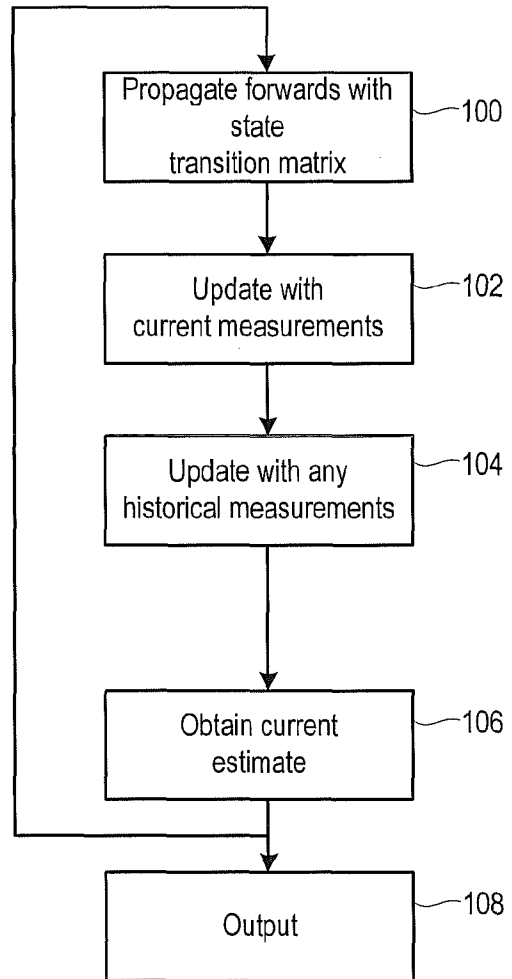 Propagate forwards with
state
transition matrix
100
Update with
current measurements
102
Update with any
historical measurements
104
Obtain current
estimate
106
Output
108